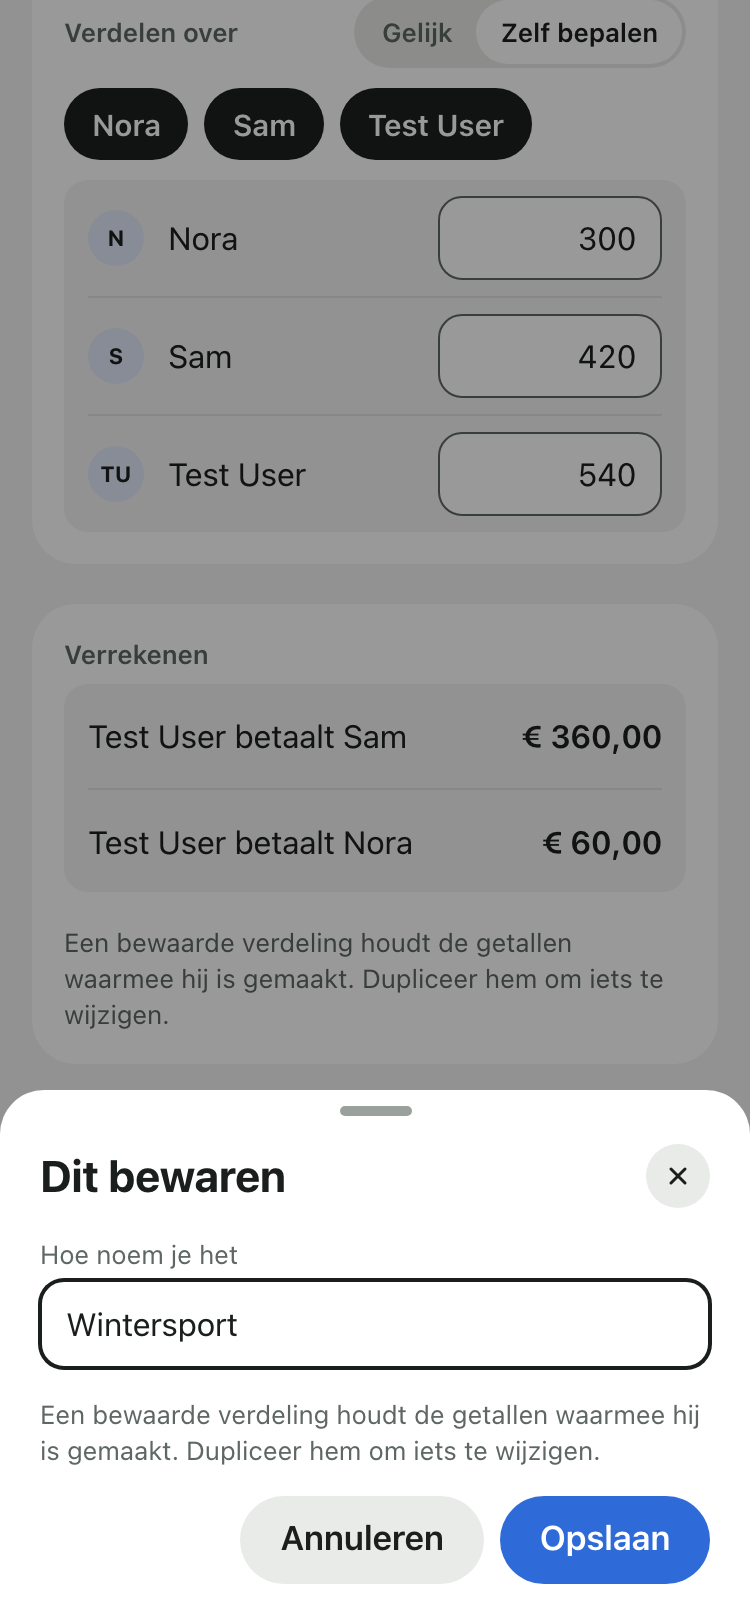 Verdelen over
Gelijk
Zelf bepalen
Nora
Sam
Test User
N
Nora
300
S
Sam
420
TU
Test User
540
Verrekenen
Test User betaalt Sam
€ 360,00
Test User betaalt Nora
€ 60,00
Een bewaarde verdeling houdt de getallen
waarmee hij is gemaakt. Dupliceer hem om iets te
wijzigen.
Dit bewaren
Hoe noem je het
Wintersport
Een bewaarde verdeling houdt de getallen waarmee hij
is gemaakt. Dupliceer hem om iets te wijzigen.
Annuleren
Opslaan